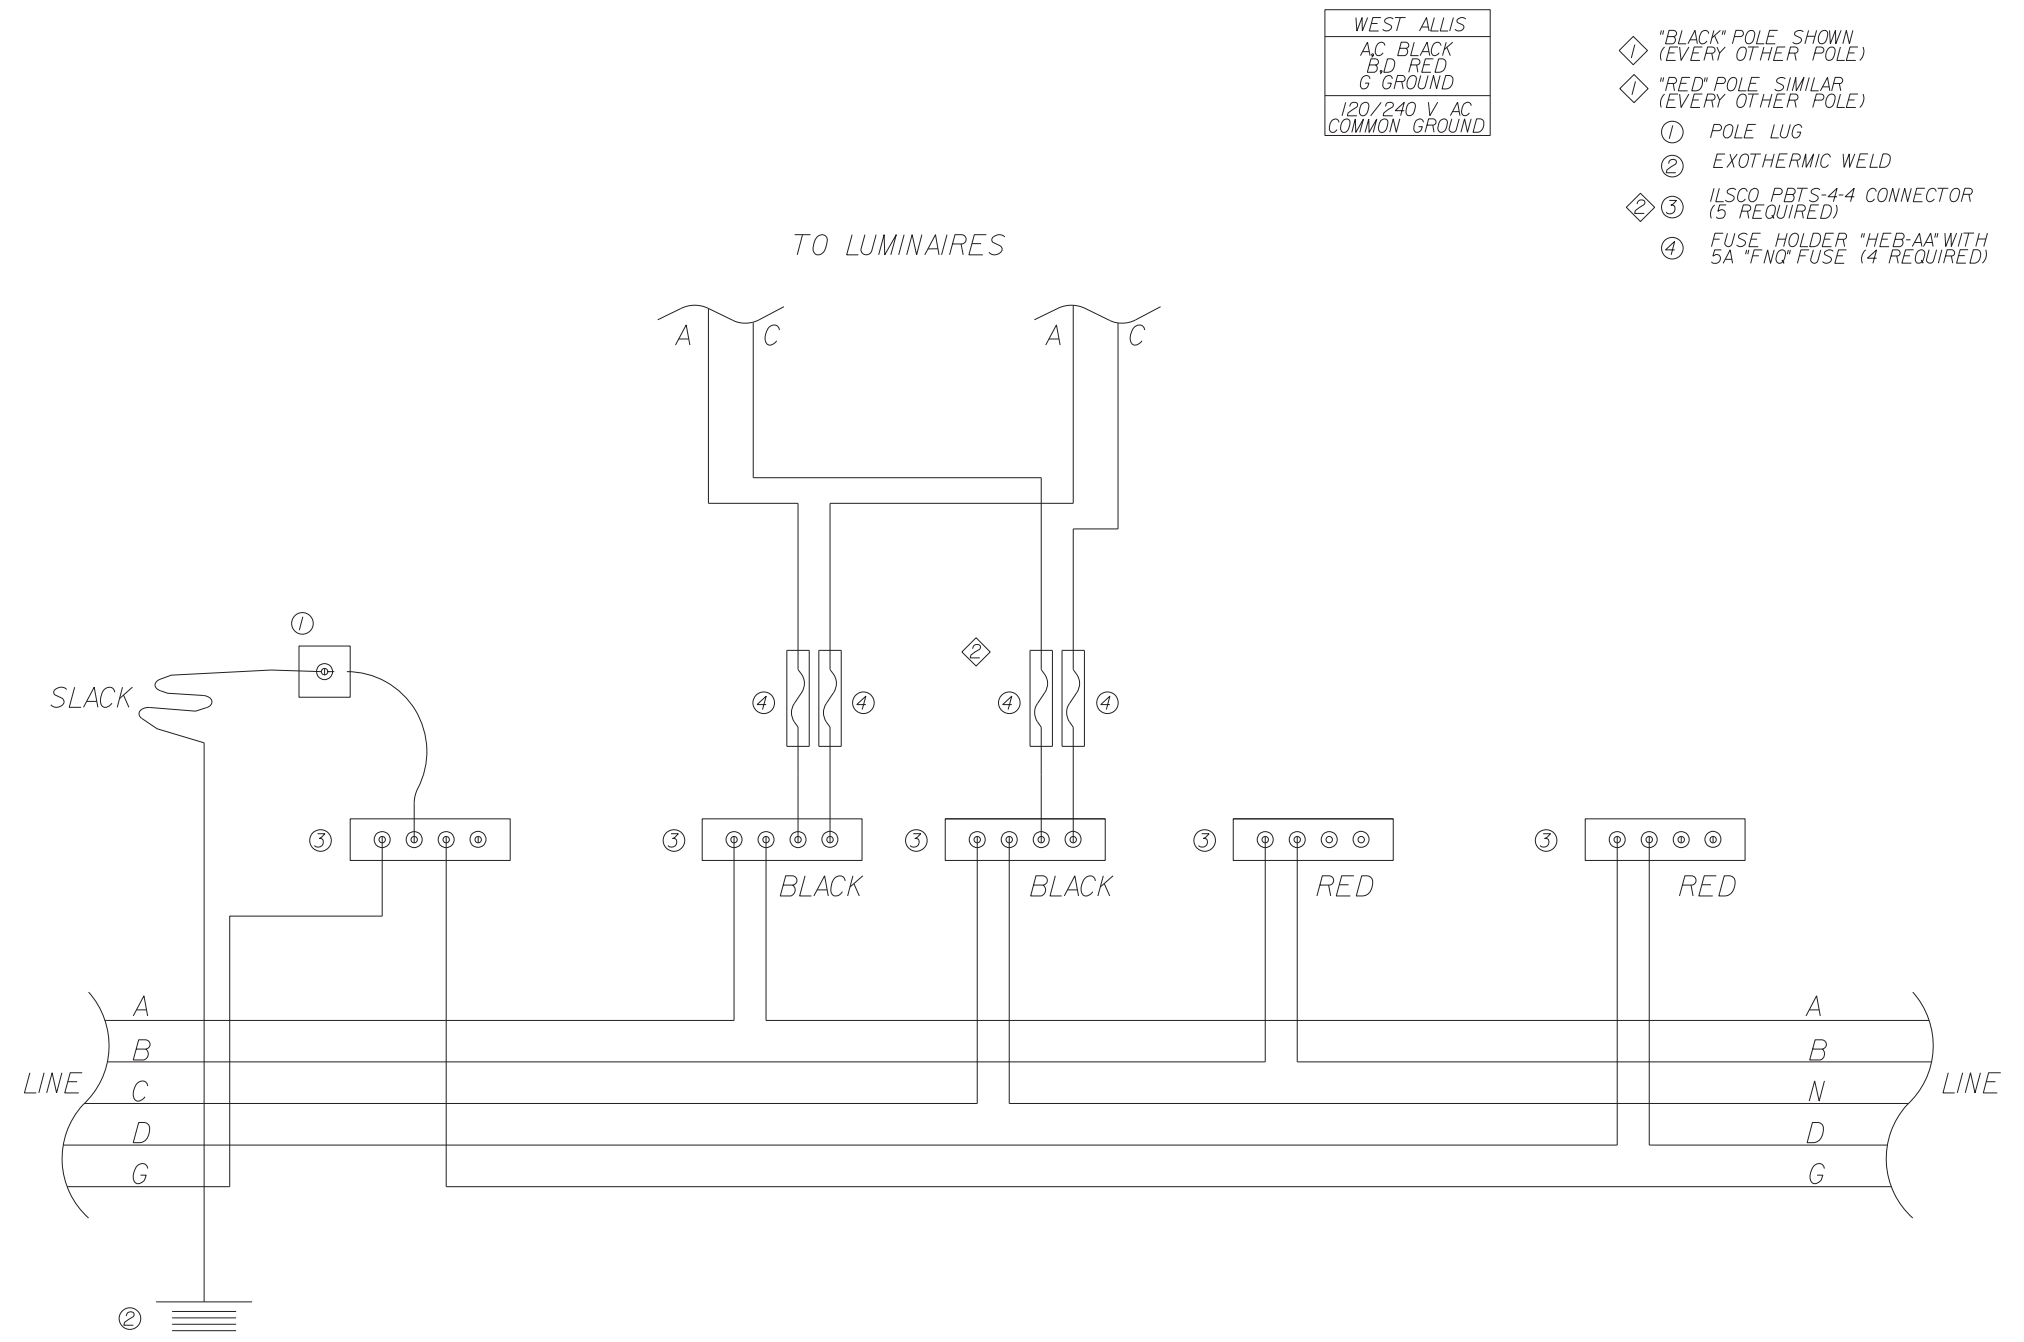 WEST ALLIS
A,C BLACK
B,D RED
G GROUND
120/240 V AC
COMMON GROUND
1 "BLACK" POLE SHOWN
(EVERY OTHER POLE)
1 "RED" POLE SIMILAR
(EVERY OTHER POLE)
1 POLE LUG
2 EXOTHERMIC WELD
2 3 ILSCO PBTS-4-4 CONNECTOR
(5 REQUIRED)
4 FUSE HOLDER "HEB-AA" WITH
5A "FNQ" FUSE (4 REQUIRED)
TO LUMINAIRES
A C A C
1
2
SLACK
4 4 4 4
3 3 3 3 3
BLACK BLACK RED RED
A A
B B
LINE LINE
C N
D D
G G
2